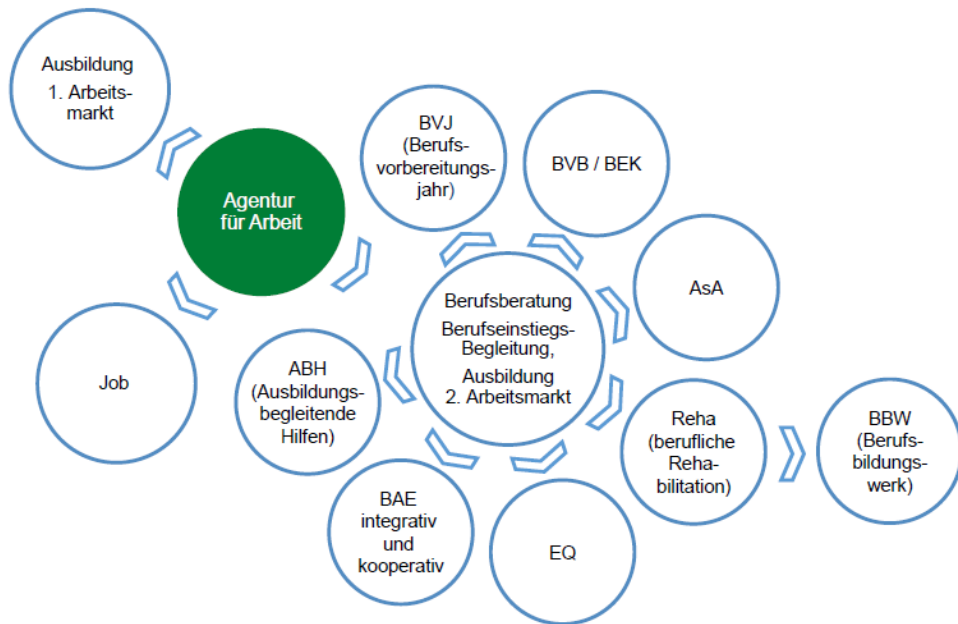 Ausbildung
1. Arbeits-
markt
Agentur
für Arbeit
Job
BVJ
(Berufs-
vorbereitungs-
jahr)
BVB / BEK
AsA
Berufsberatung
Berufseinstiegs-
Begleitung,
Ausbildung
2. Arbeitsmarkt
ABH
(Ausbildungs-
begleitende
Hilfen)
BAE
integrativ
und
kooperativ
EQ
Reha
(berufliche
Reha-
bilitation)
BBW
(Berufs-
bildungs-
werk)